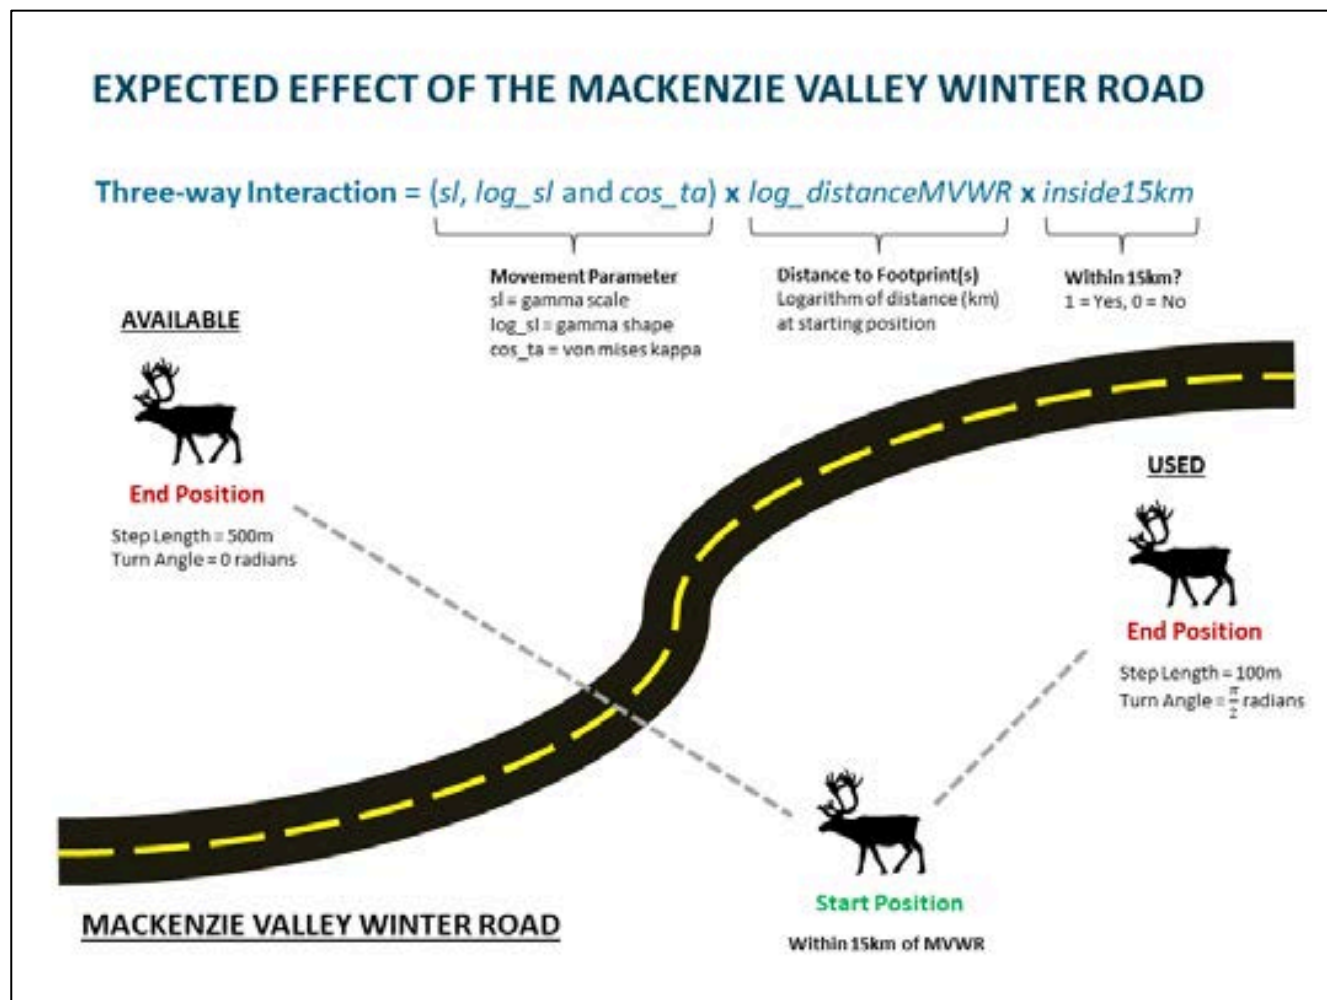 EXPECTED EFFECT OF THE MACKENZIE VALLEY WINTER ROAD
Three-way Interaction = (sl, log_sl and cos_ta) x log_distanceMVWR x inside15km
Movement Parameter
sl = gamma scale
log_sl = gamma shape
cos_ta = von mises kappa
Distance to Footprint(s)
Logarithm of distance (km)
at starting position
Within 15km?
1 = Yes, 0 = No
AVAILABLE
End Position
Step Length = 500m
Turn Angle = 0 radians
USED
End Position
Step Length = 100m
Turn Angle = π/2 radians
Start Position
Within 15km of MVWR
MACKENZIE VALLEY WINTER ROAD